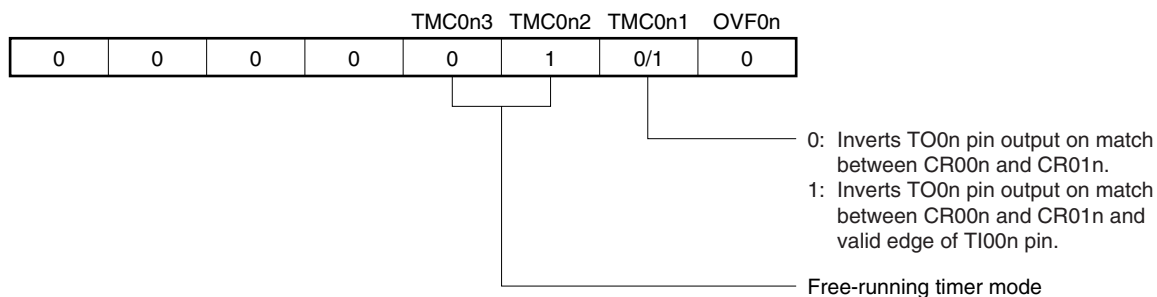 TMC0n3 TMC0n2 TMC0n1 OVF0n
0 0 0 0 0 1 0/1 0
0: Inverts TO0n pin output on match
between CR00n and CR01n.
1: Inverts TO0n pin output on match
between CR00n and CR01n and
valid edge of TI00n pin.
Free-running timer mode